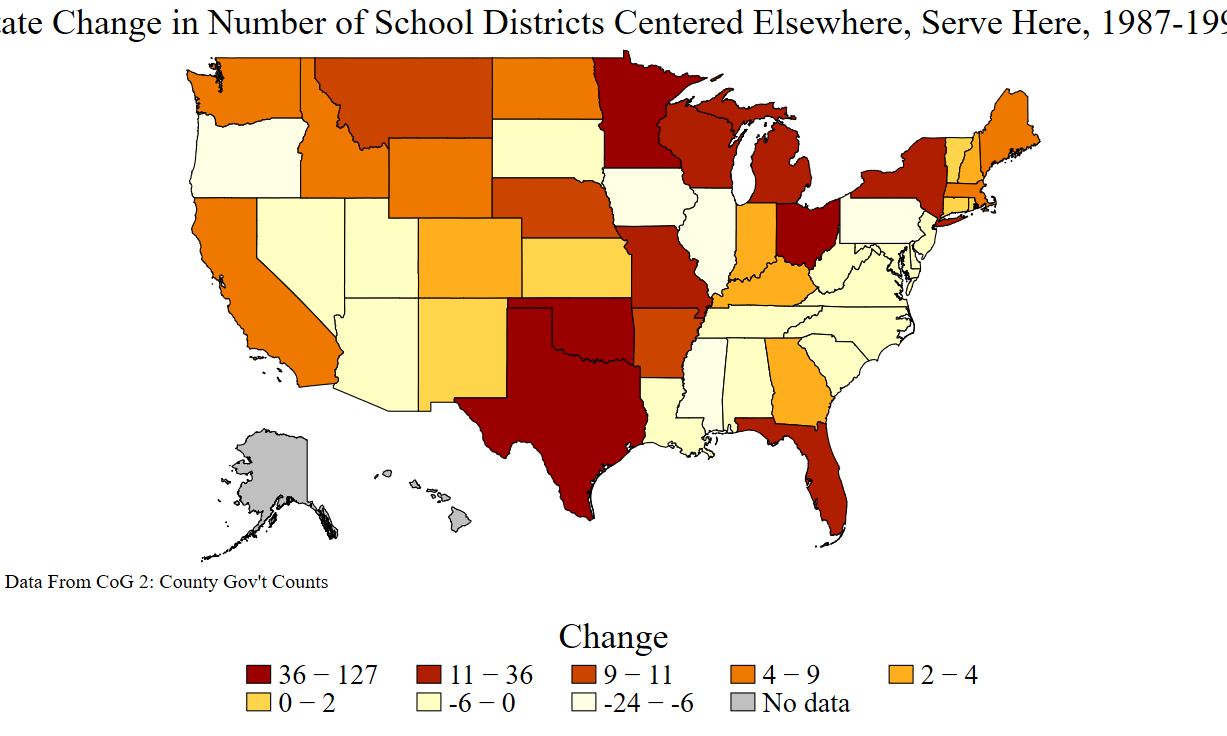 ate Change in Number of School Districts Centered Elsewhere, Serve Here, 1987-199
Data From CoG 2: County Gov't Counts
Change
36 − 127
11 − 36
9 − 11
4 − 9
2 − 4
0 − 2
-6 − 0
-24 − -6
No data